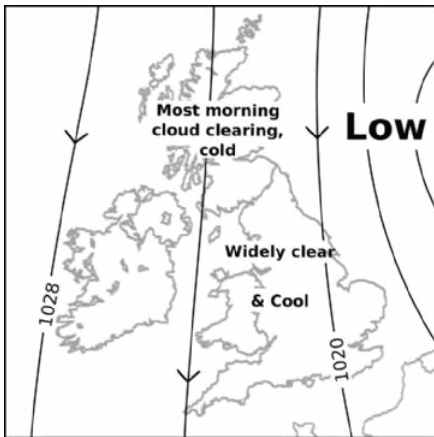 Most morning
cloud clearing,
cold
Low
Widely clear
& Cool
1028
1020